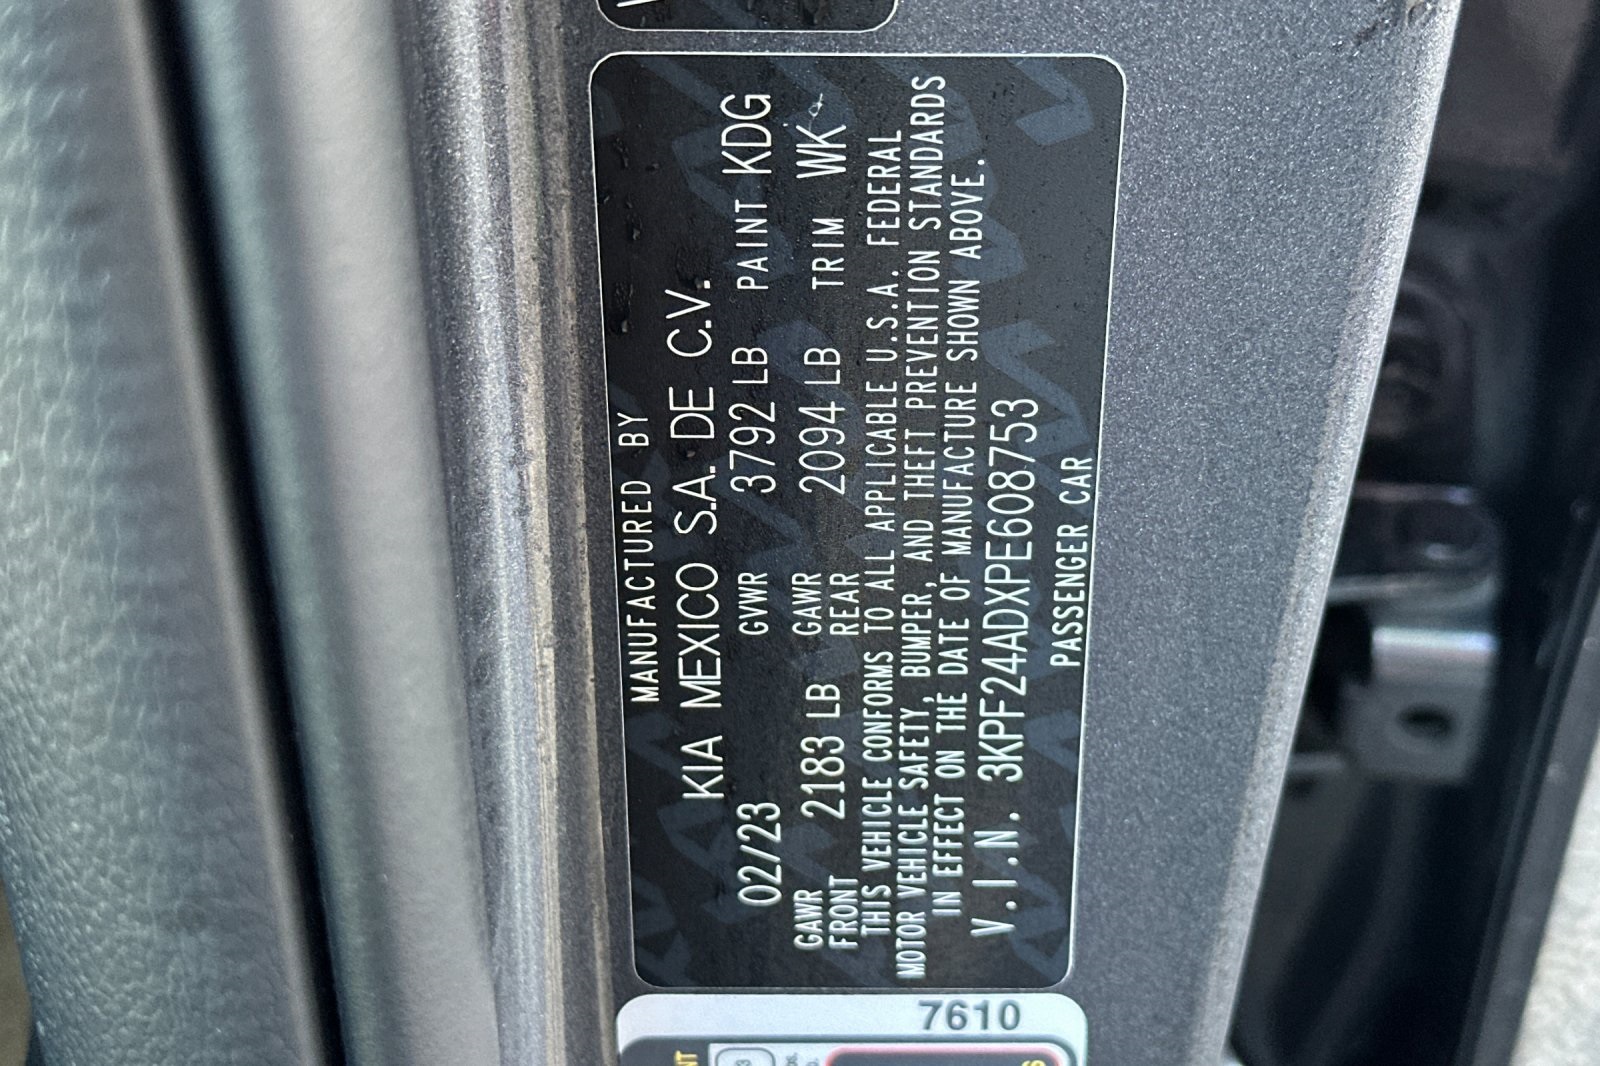 MANUFACTURED BY
KIA MEXICO S.A. DE C.V.
02/23 GVWR 3792 LB PAINT KDG
GAWR FRONT 2183 LB GAWR REAR 2094 LB TRIM WK
THIS VEHICLE CONFORMS TO ALL APPLICABLE U.S.A. FEDERAL
MOTOR VEHICLE SAFETY, BUMPER, AND THEFT PREVENTION STANDARDS
IN EFFECT ON THE DATE OF MANUFACTURE SHOWN ABOVE.
V.I.N. 3KPF24ADXPE608753
PASSENGER CAR
7610